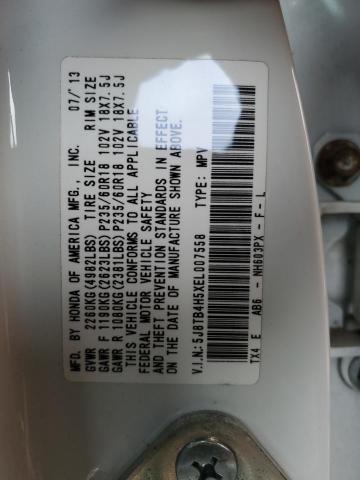 MFD. BY HONDA OF AMERICA MFG., INC. 07/'13
GVWR 2260KG(4982LBS) TIRE SIZE RIM SIZE
GAWR F 1190KG(2623LBS) P235/60R18 102V 18X7.5J
GAWR R 1080KG(2381LBS) P235/60R18 102V 18X7.5J
THIS VEHICLE CONFORMS TO ALL APPLICABLE
FEDERAL MOTOR VEHICLE SAFETY
AND THEFT PREVENTION STANDARDS IN EFFECT
ON THE DATE OF MANUFACTURE SHOWN ABOVE.
V.I.N.: 5J8TB4H5XEL007558 TYPE: MPV
TX4 E AB6 - NH603PX - F - L